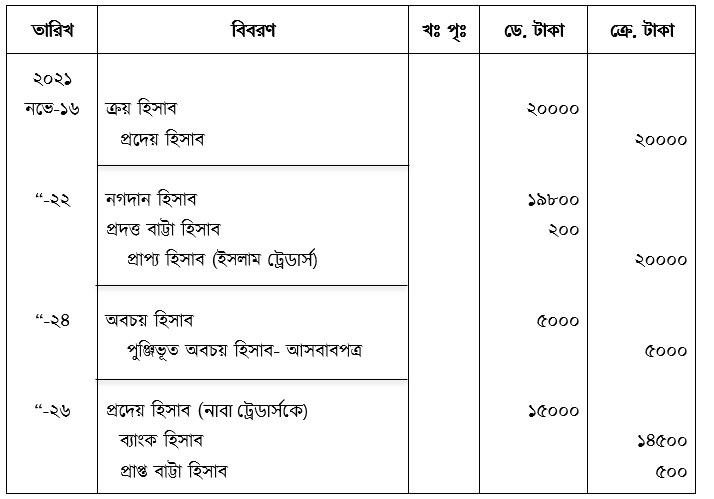 তারিখ বিবরণ খঃ পৃঃ ডে. টাকা ক্রে. টাকা
২০২১
নভে-১৬ ক্রয় হিসাব ২০০০০
প্রদেয় হিসাব ২০০০০
“-২২ নগদান হিসাব ১৯৮০০
প্রদত্ত বাট্টা হিসাব ২০০
প্রাপ্য হিসাব (ইসলাম ট্রেডার্স) ২০০০০
“-২৪ অবচয় হিসাব ৫০০০
পুঞ্জিভূত অবচয় হিসাব- আসবাবপত্র ৫০০০
“-২৬ প্রদেয় হিসাব (নাবা ট্রেডার্সকে) ১৫০০০
ব্যাংক হিসাব ১৪৫০০
প্রাপ্ত বাট্টা হিসাব ৫০০